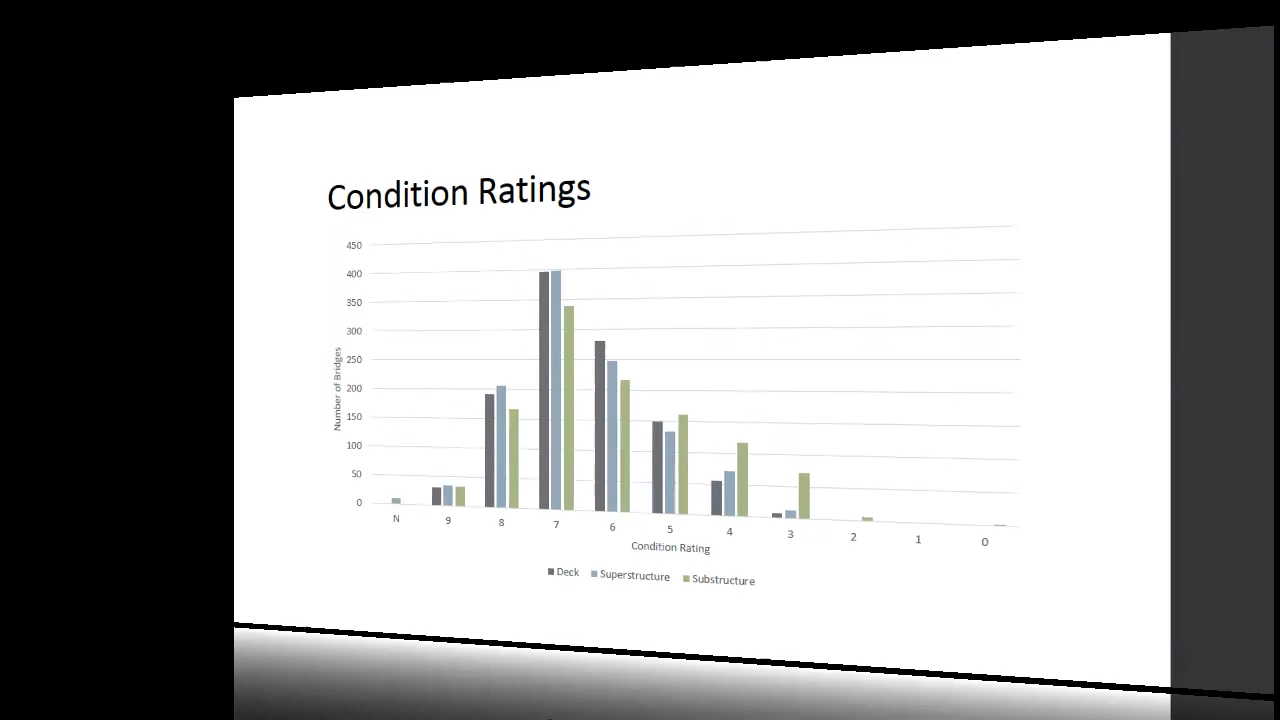 Condition Ratings
450
400
350
300
250
200
150
100
50
0
Number of Bridges
N 9 8 7 6 5 4 3 2 1 0
Condition Rating
Deck Superstructure Substructure